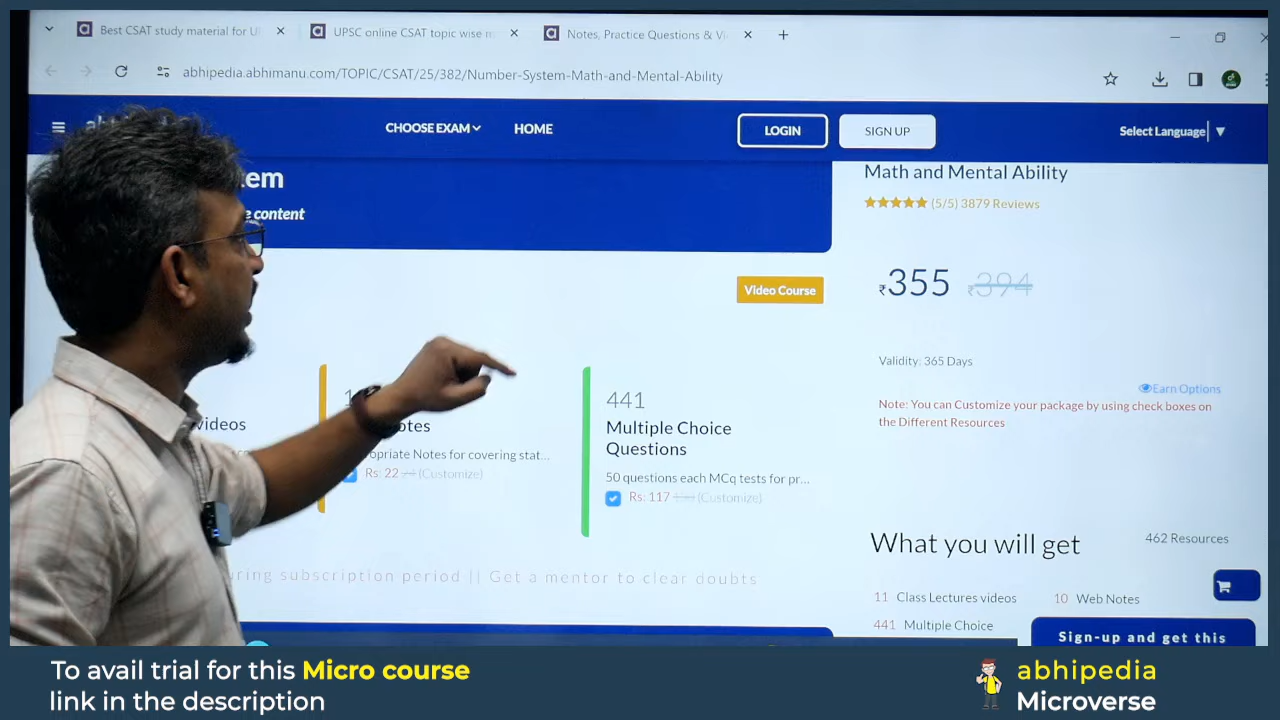 Best CSAT study material for U
UPSC online CSAT topic wise
Notes, Practice Questions & Vi
abhipedia.abhimanu.com/TOPIC/CSAT/25/382/Number-System-Math-and-Mental-Ability
CHOOSE EXAM
HOME
LOGIN
SIGN UP
Select Language
tem
e content
Video Course
Math and Mental Ability
(5/5) 3879 Reviews
₹355 ₹394
Validity: 365 Days
Earn Options
Note: You can Customize your package by using check boxes on
the Different Resources
videos
otes
opriate Notes for covering stat...
Rs: 22 24 (Customize)
441
Multiple Choice
Questions
50 questions each MCq tests for pr...
Rs: 117 (Customize)
uring subscription period || Get a mentor to clear doubts
What you will get
462 Resources
11 Class Lectures videos
10 Web Notes
441 Multiple Choice
Sign-up and get this
To avail trial for this Micro course
link in the description
abhipedia
Microverse